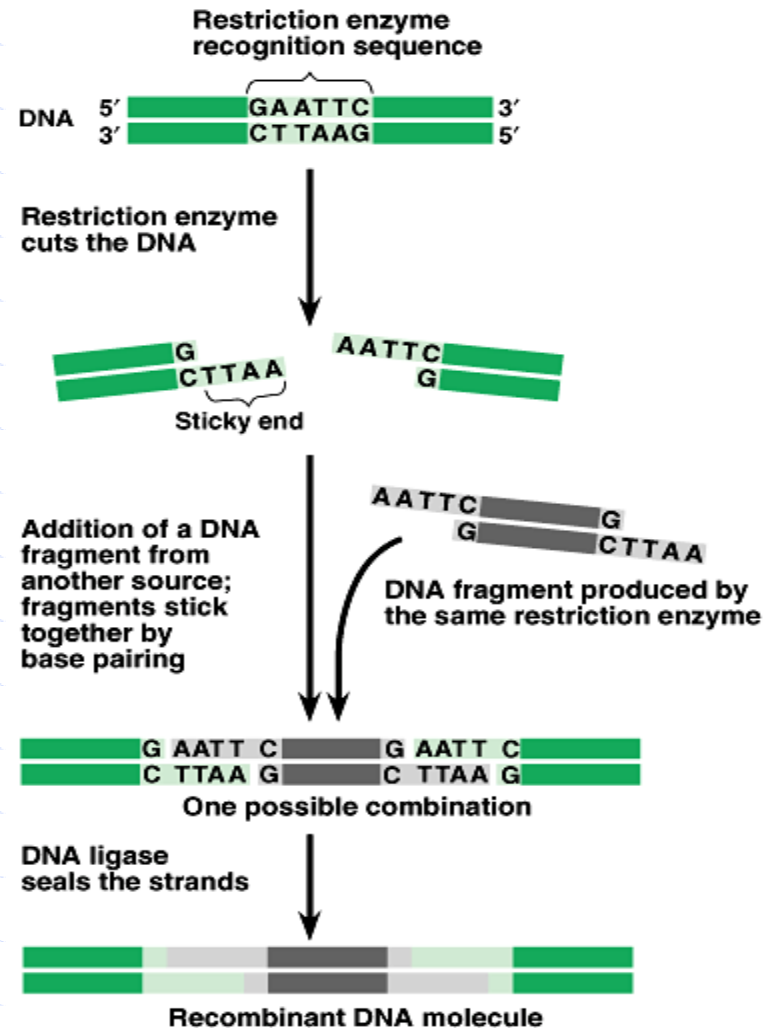 Restriction enzyme
recognition sequence
DNA
5′ GAATTC 3′
3′ CTTAAG 5′
Restriction enzyme
cuts the DNA
G
CTTAA
AATTC
G
Sticky end
AATTC G
G CTTAA
Addition of a DNA
fragment from
another source;
fragments stick
together by
base pairing
DNA fragment produced by
the same restriction enzyme
G AATT C G AATT C
C TTAA G C TTAA G
One possible combination
DNA ligase
seals the strands
Recombinant DNA molecule